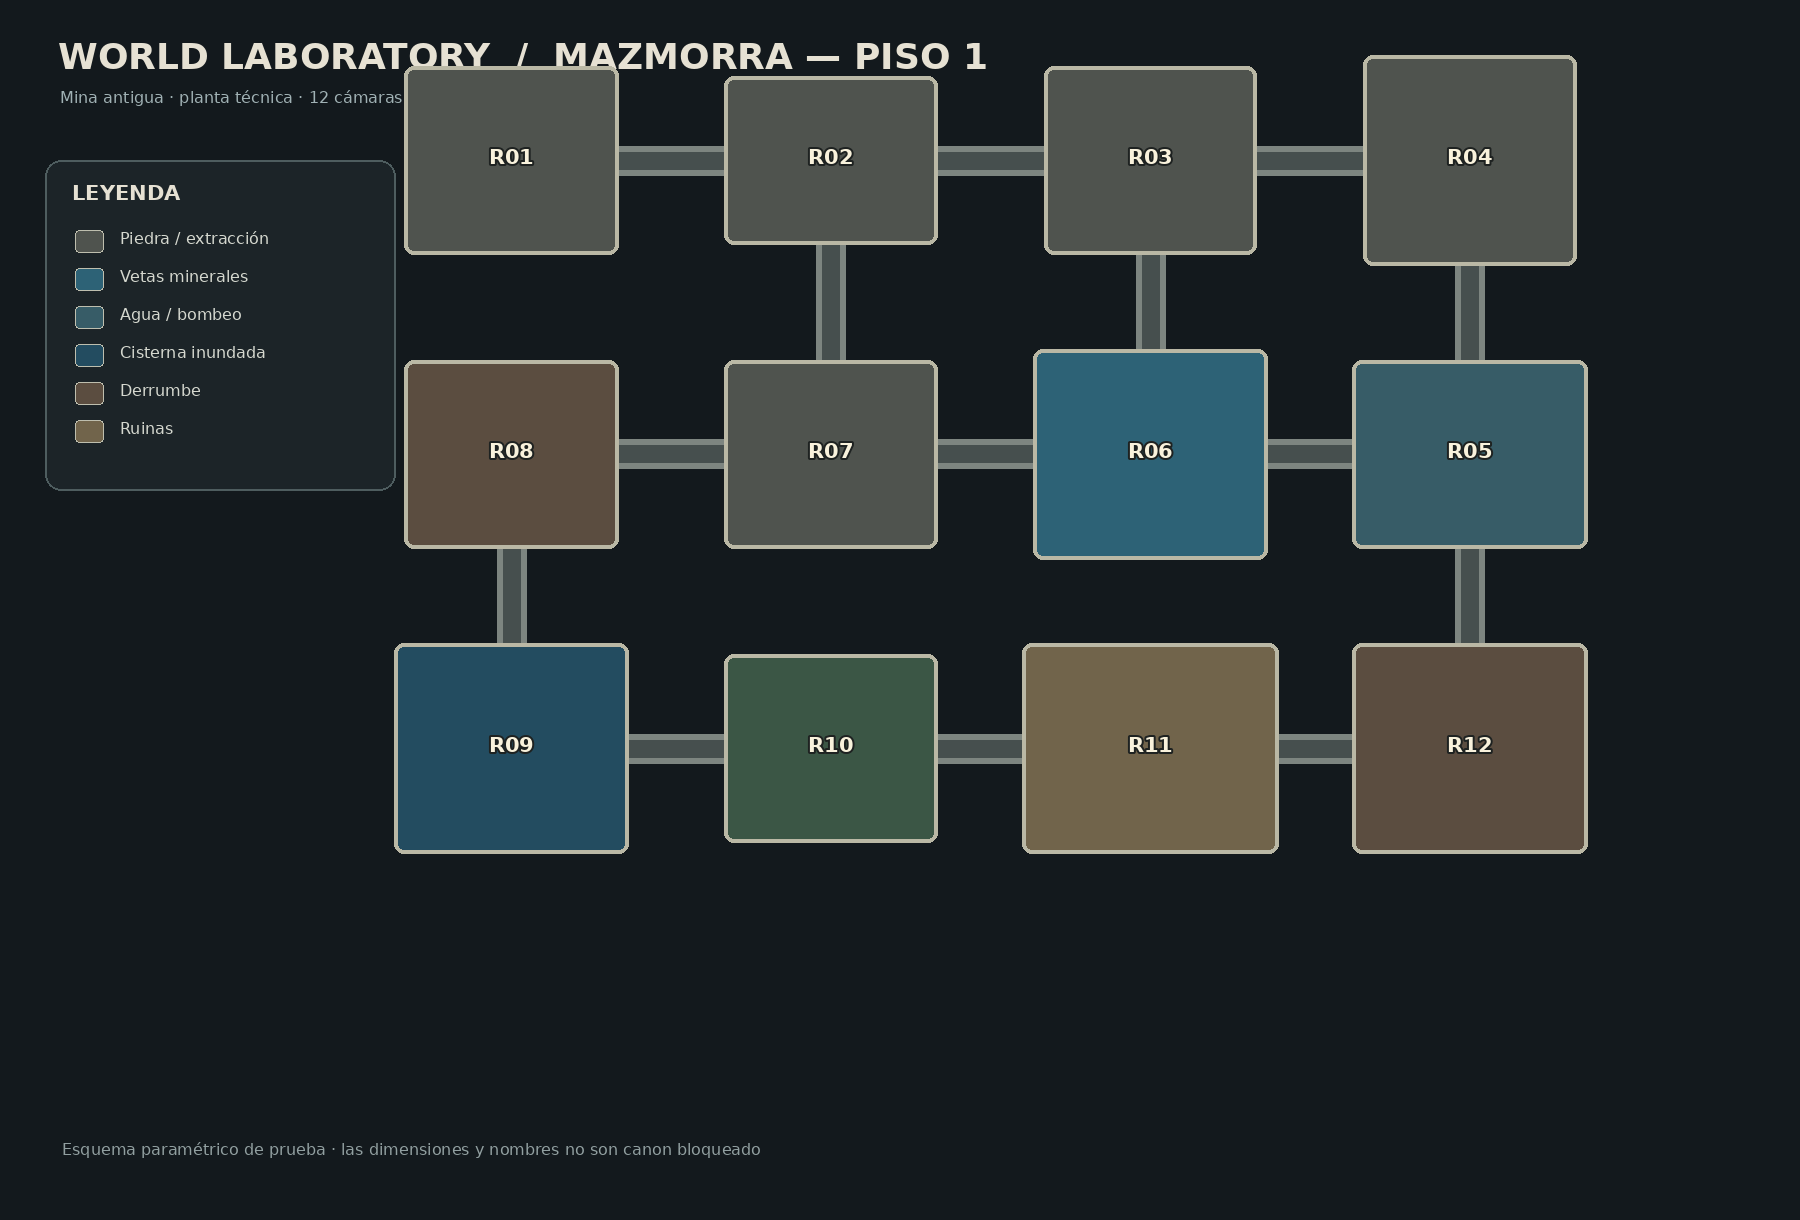 WORLD LABORATORY / MAZMORRA — PISO 1
Mina antigua · planta técnica · 12 cámaras
R01
R02
R03
R04
LEYENDA
Piedra / extracción
Vetas minerales
Agua / bombeo
Cisterna inundada
Derrumbe
Ruinas
R08
R07
R06
R05
R09
R10
R11
R12
Esquema paramétrico de prueba · las dimensiones y nombres no son canon bloqueado